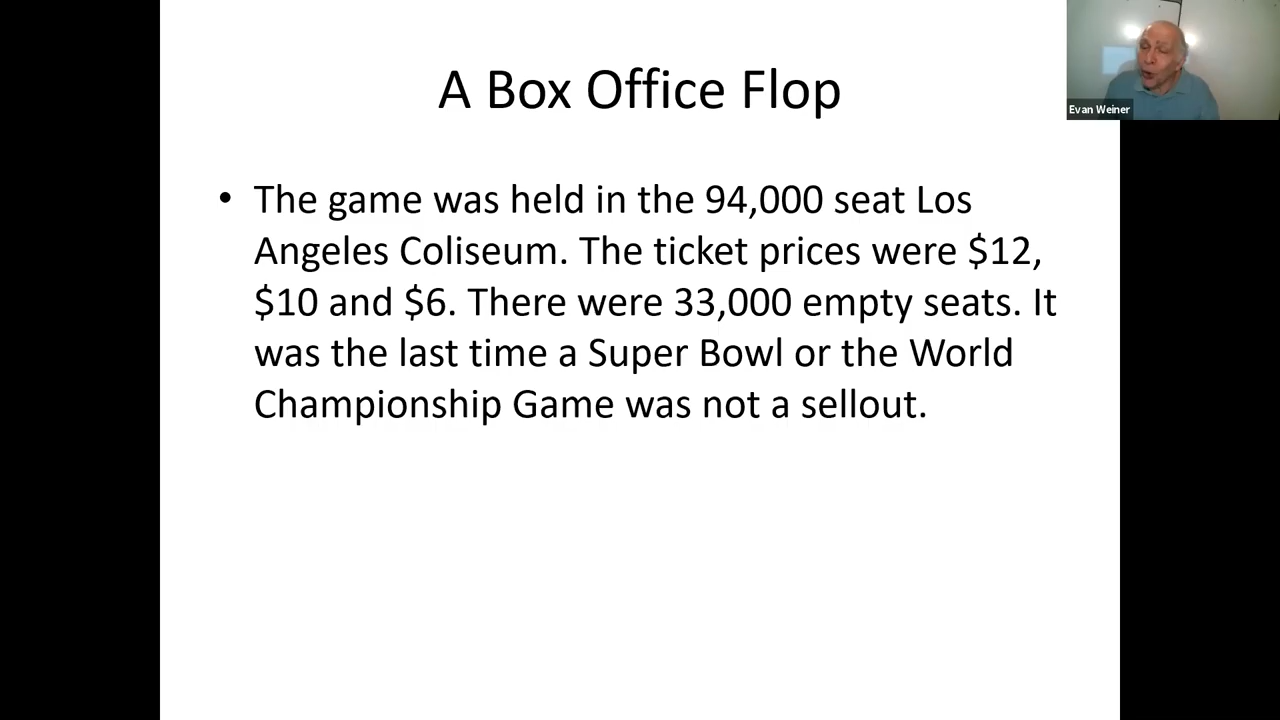 A Box Office Flop
Evan Weiner
• The game was held in the 94,000 seat Los
Angeles Coliseum. The ticket prices were $12,
$10 and $6. There were 33,000 empty seats. It
was the last time a Super Bowl or the World
Championship Game was not a sellout.